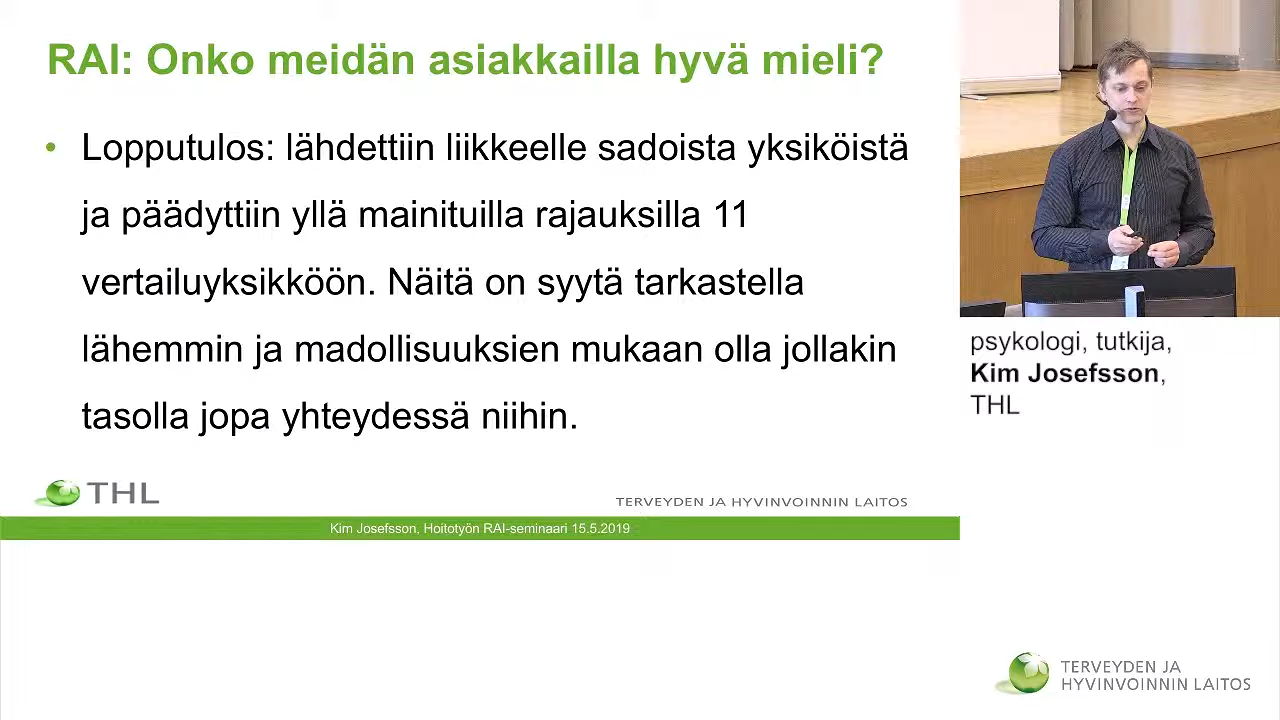 RAI: Onko meidän asiakkailla hyvä mieli?
• Lopputulos: lähdettiin liikkeelle sadoista yksiköistä
ja päädyttiin yllä mainituilla rajauksilla 11
vertailuyksikköön. Näitä on syytä tarkastella
lähemmin ja madollisuuksien mukaan olla jollakin
tasolla jopa yhteydessä niihin.
THL
TERVEYDEN JA HYVINVOINNIN LAITOS
Kim Josefsson, Hoitotyön RAI-seminaari 15.5.2019
psykologi, tutkija,
Kim Josefsson,
THL
TERVEYDEN JA
HYVINVOINNIN LAITOS